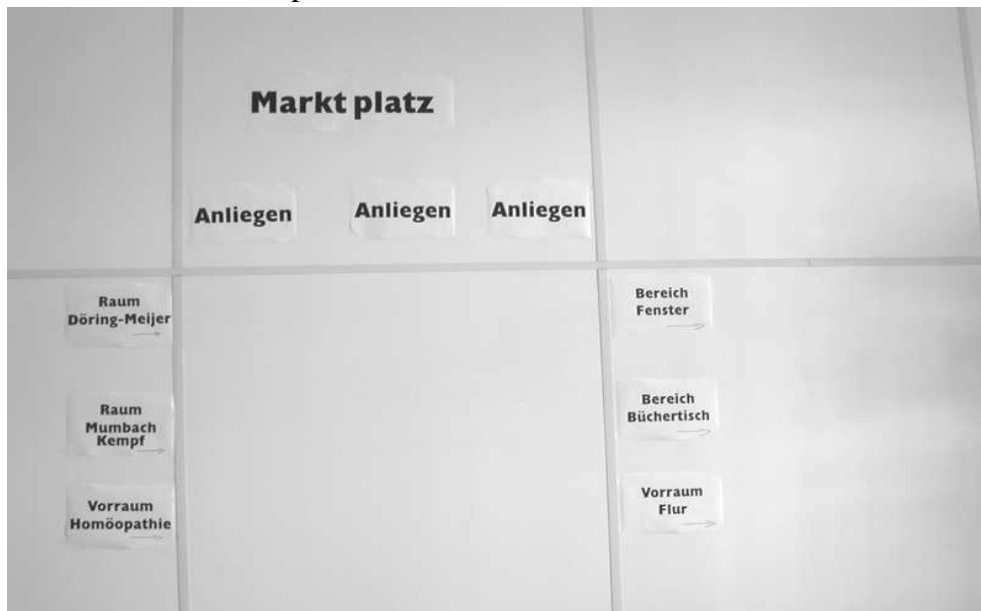 Markt platz
Anliegen Anliegen Anliegen
Raum
Döring-Meijer
Raum
Mumbach
Kempf
Vorraum
Homöopathie
Bereich
Fenster
Bereich
Büchertisch
Vorraum
Flur